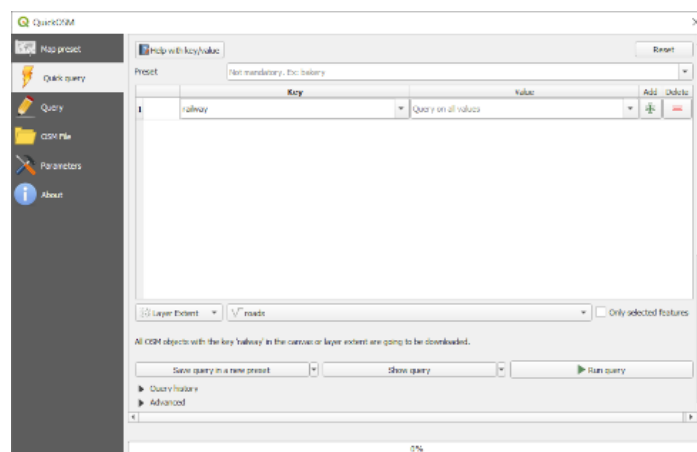 QuickOSM
Map preset
Quick query
Query
OSM File
Parameters
About
Help with key/value
Reset
Preset
Not mandatory. Ex: bakery
Key Value Add Delete
1 railway Query on all values
Layer Extent roads Only selected features
All OSM objects with the key 'railway' in the canvas or layer extent are going to be downloaded.
Save query in a new preset Show query Run query
Query history
Advanced
0%